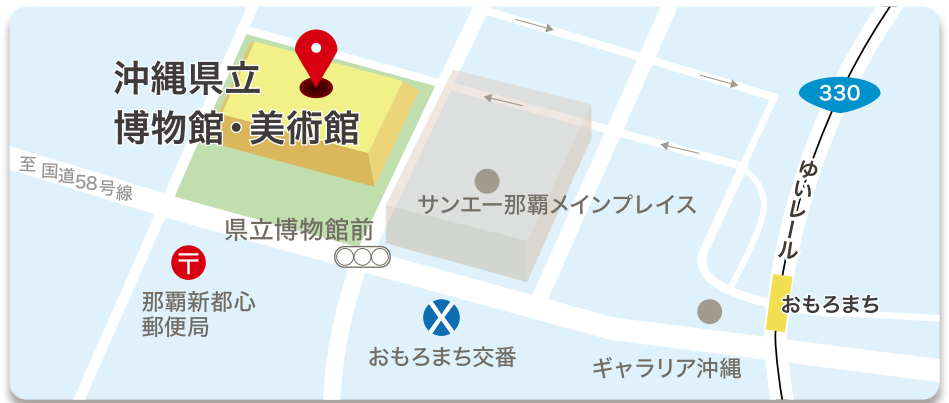 沖縄県立
博物館・美術館
330
至 国道58号線
ゆいレール
サンエー那覇メインプレイス
県立博物館前
那覇新都心
郵便局
おもろまち
おもろまち交番
ギャラリア沖縄